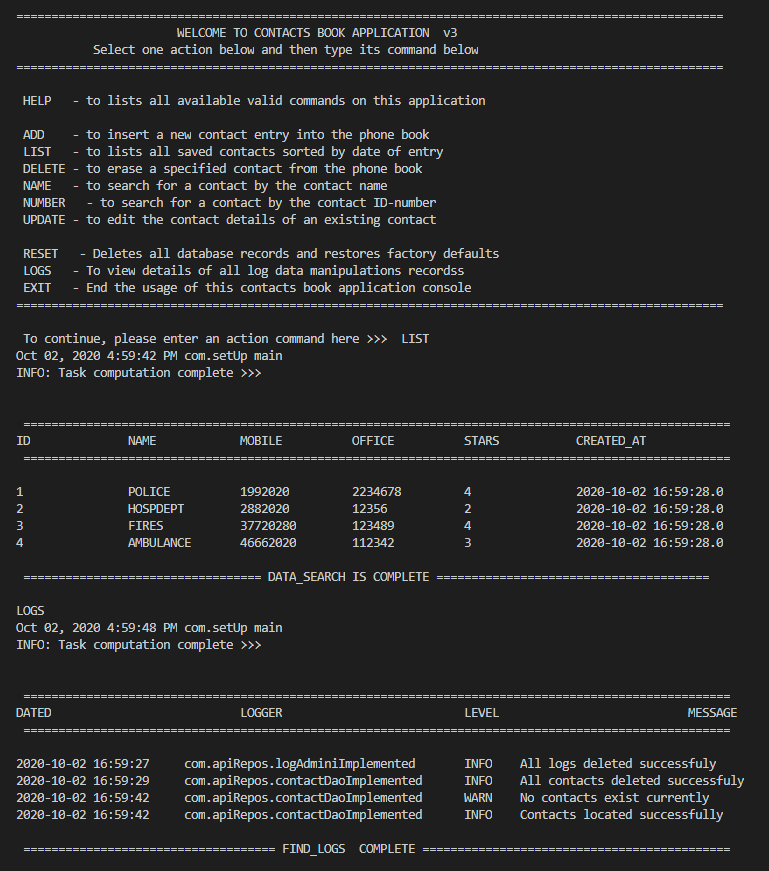 =====================================================================================================
WELCOME TO CONTACTS BOOK APPLICATION  v3
Select one action below and then type its command below
=====================================================================================================
HELP   - to lists all available valid commands on this application
ADD    - to insert a new contact entry into the phone book
LIST   - to lists all saved contacts sorted by date of entry
DELETE - to erase a specified contact from the phone book
NAME   - to search for a contact by the contact name
NUMBER   - to search for a contact by the contact ID-number
UPDATE - to edit the contact details of an existing contact
RESET   - Deletes all database records and restores factory defaults
LOGS   - To view details of all log data manipulations recordss
EXIT   - End the usage of this contacts book application console
=====================================================================================================
To continue, please enter an action command here >>>  LIST
Oct 02, 2020 4:59:42 PM com.setUp main
INFO: Task computation complete >>>
=====================================================================================================
ID              NAME            MOBILE          OFFICE          STARS           CREATED_AT
=====================================================================================================
1               POLICE          1992020         2234678         4               2020-10-02 16:59:28.0
2               HOSPDEPT        2882020         12356           2               2020-10-02 16:59:28.0
3               FIRES           37720280        123489          4               2020-10-02 16:59:28.0
4               AMBULANCE       46662020        112342          3               2020-10-02 16:59:28.0
================================== DATA_SEARCH IS COMPLETE =======================================
LOGS
Oct 02, 2020 4:59:48 PM com.setUp main
INFO: Task computation complete >>>
=====================================================================================================
DATED                           LOGGER                          LEVEL                           MESSAGE
=====================================================================================================
2020-10-02 16:59:27     com.apiRepos.logAdminiImplemented       INFO    All logs deleted successfuly
2020-10-02 16:59:29     com.apiRepos.contactDaoImplemented      INFO    All contacts deleted successfuly
2020-10-02 16:59:42     com.apiRepos.contactDaoImplemented      WARN    No contacts exist currently
2020-10-02 16:59:42     com.apiRepos.contactDaoImplemented      INFO    Contacts located successfully
==================================== FIND_LOGS  COMPLETE ============================================